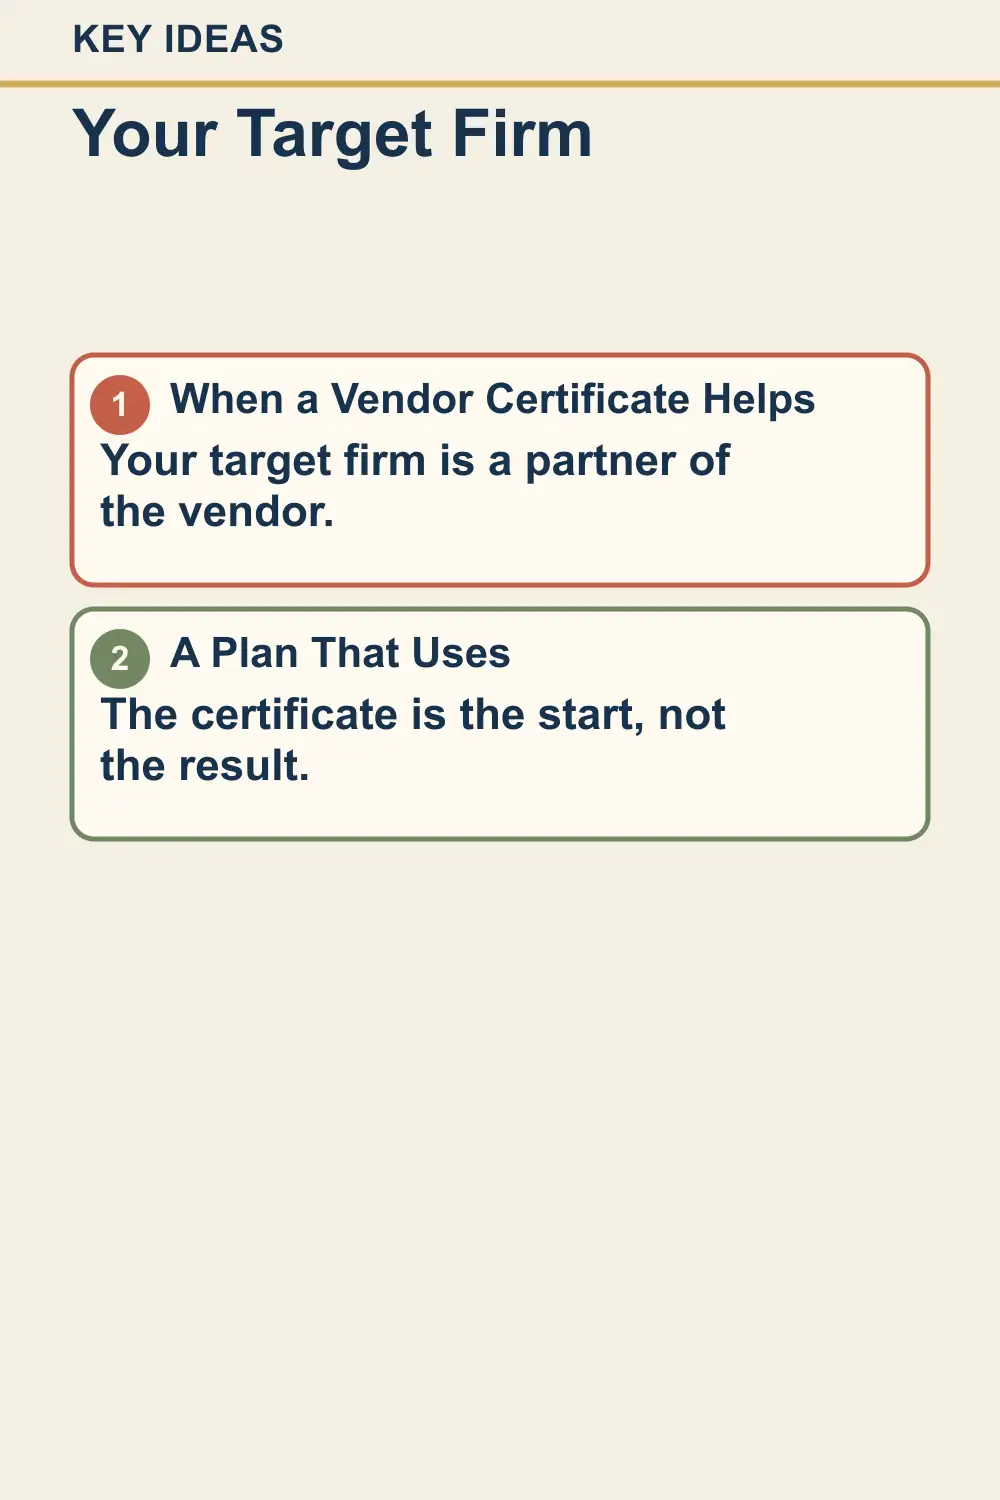 KEY IDEAS
Your Target Firm
1 When a Vendor Certificate Helps
Your target firm is a partner of
the vendor.
2 A Plan That Uses
The certificate is the start, not
the result.